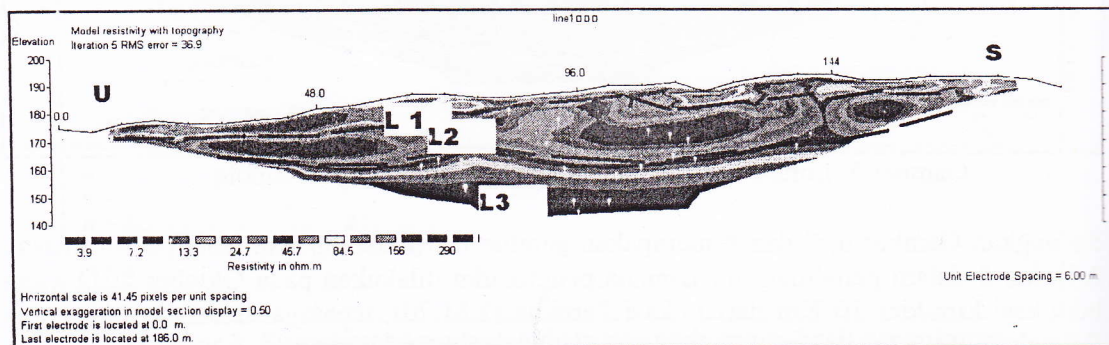 line1
Model resistivity with topography
Iteration 5 RMS error = 36.9
Elevation
200
190
180
170
160
150
140
U
S
0.0
48.0
96.0
144
L 1
L2
L3
3.9 7.2 13.3 24.7 45.7 84.5 156 290
Resistivity in ohm.m
Unit Electrode Spacing = 6.00 m.
Horizontal scale is 41.45 pixels per unit spacing
Vertical exaggeration in model section display = 0.50
First electrode is located at 0.0 m.
Last electrode is located at 186.0 m.